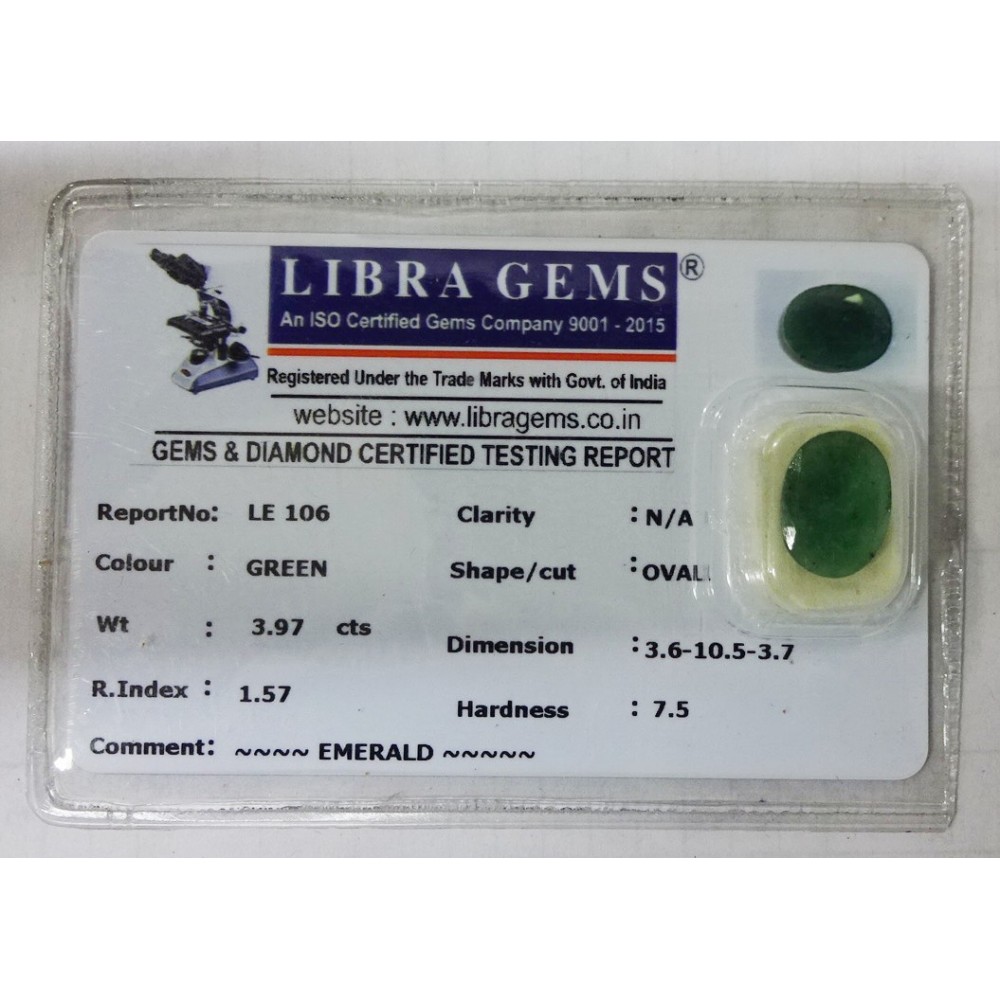 LIBRA GEMS ®
An ISO Certified Gems Company 9001 - 2015
Registered Under the Trade Marks with Govt. of India
website : www.libragems.co.in
GEMS & DIAMOND CERTIFIED TESTING REPORT
ReportNo: LE 106 Clarity : N/A
Colour : GREEN Shape/cut : OVAL
Wt : 3.97 cts Dimension : 3.6-10.5-3.7
R.Index : 1.57 Hardness : 7.5
Comment: ~~~~ EMERALD ~~~~~